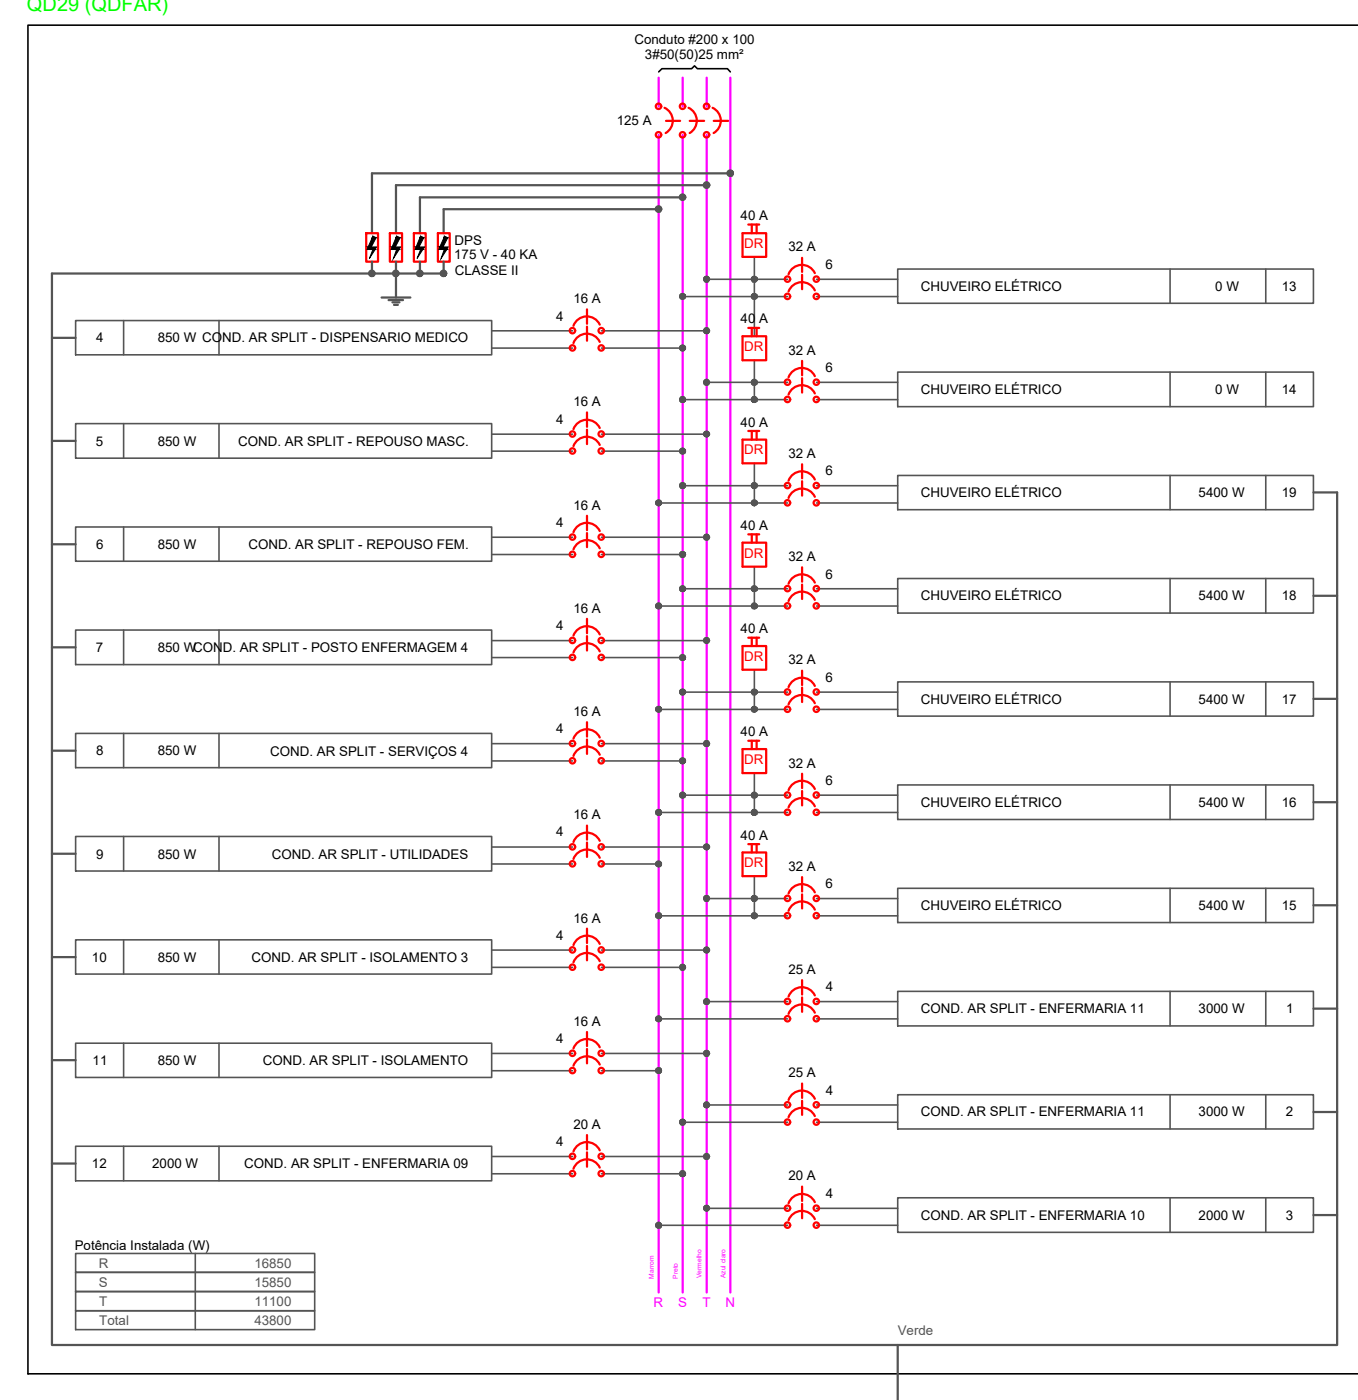 QD29 (QDFAR)
Conduto #200 x 100
3#50(50)25 mm²
125 A
DPS
175 V - 40 KA
CLASSE II
40 A
DR
32 A
6
CHUVEIRO ELÉTRICO 0 W 13
16 A
4
4 850 W COND. AR SPLIT - DISPENSARIO MEDICO
40 A
DR
32 A
6
CHUVEIRO ELÉTRICO 0 W 14
16 A
4
5 850 W COND. AR SPLIT - REPOUSO MASC.
40 A
DR
32 A
6
CHUVEIRO ELÉTRICO 5400 W 19
16 A
4
6 850 W COND. AR SPLIT - REPOUSO FEM.
40 A
DR
32 A
6
CHUVEIRO ELÉTRICO 5400 W 18
16 A
4
7 850 W COND. AR SPLIT - POSTO ENFERMAGEM 4
40 A
DR
32 A
6
CHUVEIRO ELÉTRICO 5400 W 17
16 A
4
8 850 W COND. AR SPLIT - SERVIÇOS 4
40 A
DR
32 A
6
CHUVEIRO ELÉTRICO 5400 W 16
16 A
4
9 850 W COND. AR SPLIT - UTILIDADES
40 A
DR
32 A
6
CHUVEIRO ELÉTRICO 5400 W 15
16 A
4
10 850 W COND. AR SPLIT - ISOLAMENTO 3
25 A
4
COND. AR SPLIT - ENFERMARIA 11 3000 W 1
16 A
4
11 850 W COND. AR SPLIT - ISOLAMENTO
25 A
4
COND. AR SPLIT - ENFERMARIA 11 3000 W 2
20 A
4
12 2000 W COND. AR SPLIT - ENFERMARIA 09
20 A
4
COND. AR SPLIT - ENFERMARIA 10 2000 W 3
Potência Instalada (W)
R 16850
S 15850
T 11100
Total 43800
Marrom
Preto
Vermelho
Azul claro
R S T N
Verde